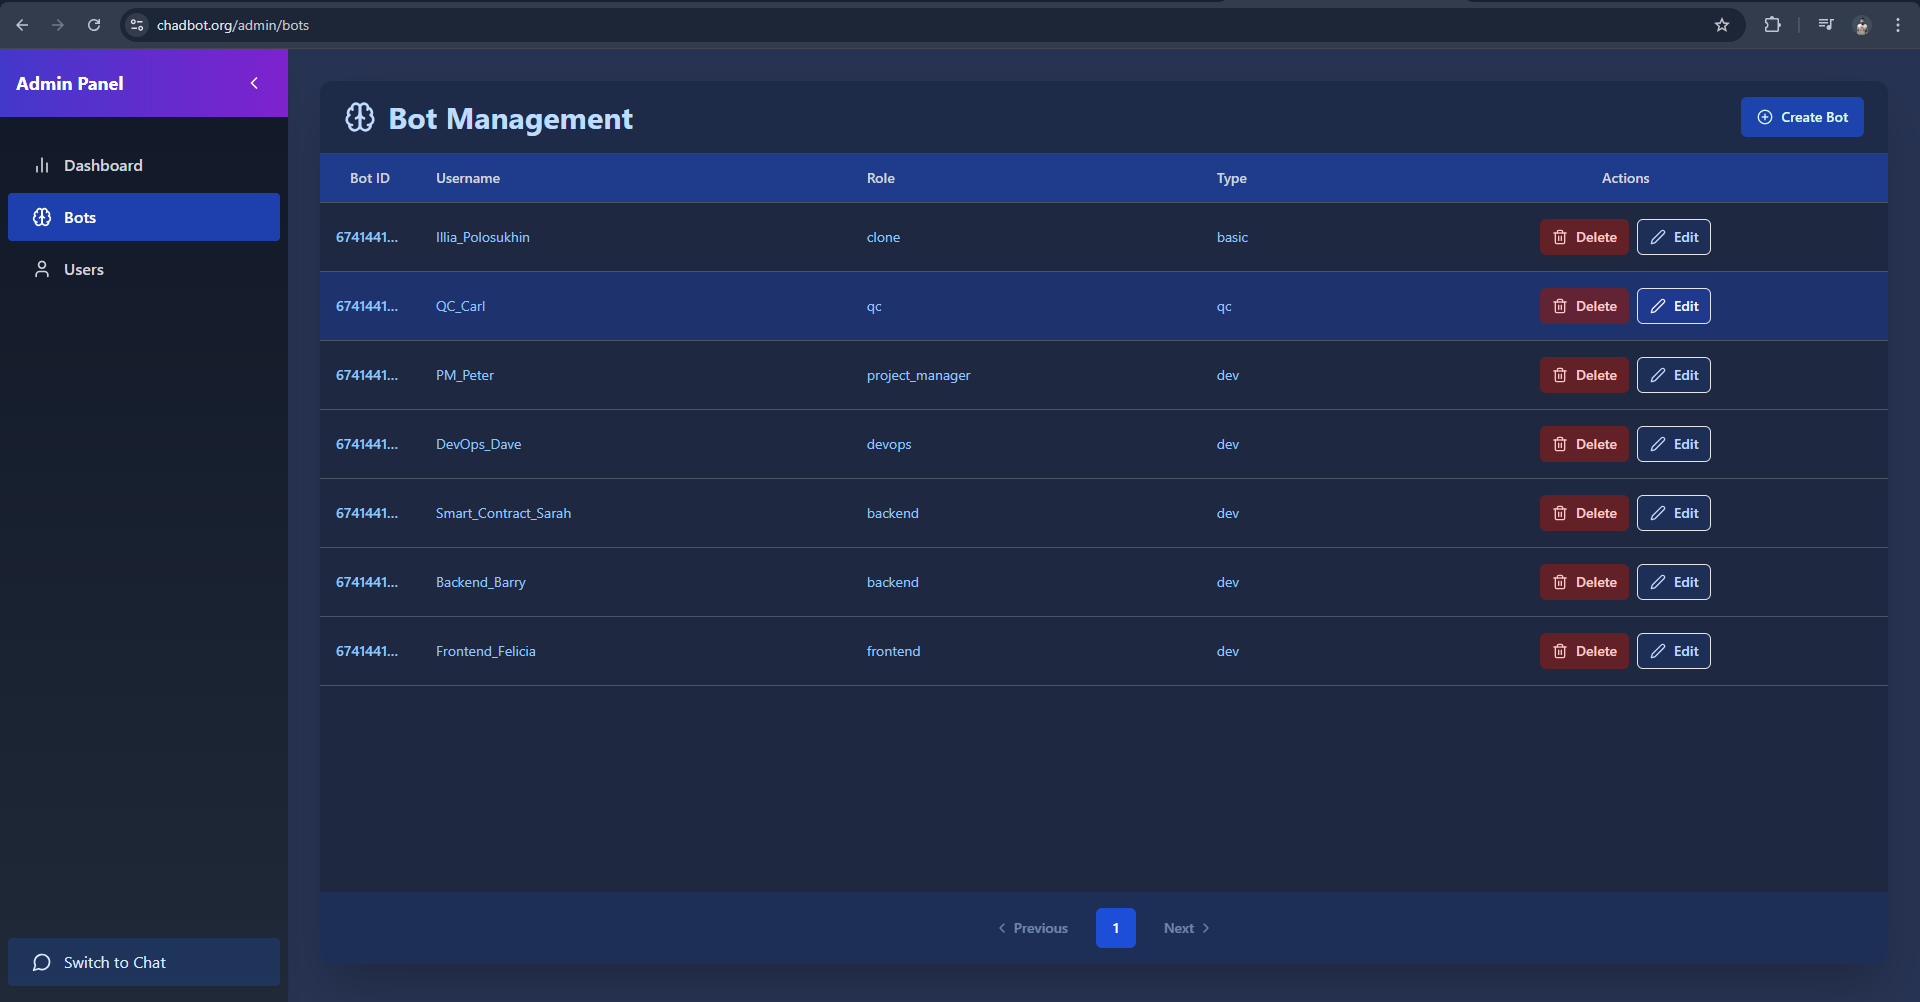 chadbot.org/admin/bots
Admin Panel
Dashboard
Bots
Users
Switch to Chat
Bot Management
Create Bot
Bot ID Username Role Type Actions
6741441... Illia_Polosukhin clone basic Delete Edit
6741441... QC_Carl qc qc Delete Edit
6741441... PM_Peter project_manager dev Delete Edit
6741441... DevOps_Dave devops dev Delete Edit
6741441... Smart_Contract_Sarah backend dev Delete Edit
6741441... Backend_Barry backend dev Delete Edit
6741441... Frontend_Felicia frontend dev Delete Edit
Previous 1 Next